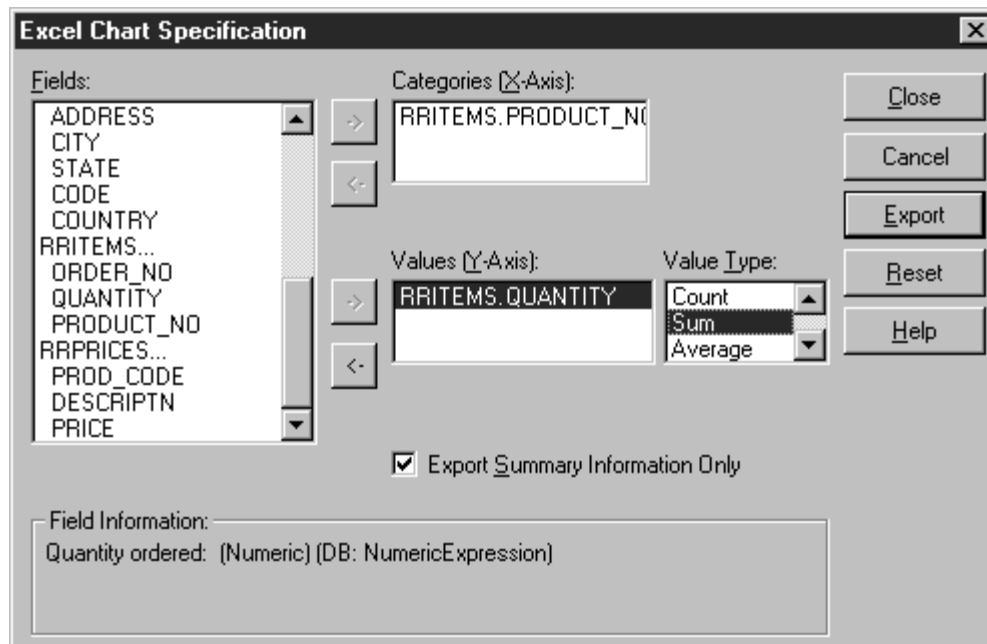 Excel Chart Specification
Fields:
ADDRESS
CITY
STATE
CODE
COUNTRY
RRITEMS...
ORDER_NO
QUANTITY
PRODUCT_NO
RRPRICES...
PROD_CODE
DESCRIPTN
PRICE
->
<-
->
<-
Categories (X-Axis):
RRITEMS.PRODUCT_NO
Values (Y-Axis):
RRITEMS.QUANTITY
Value Type:
Count
Sum
Average
Export Summary Information Only
Close
Cancel
Export
Reset
Help
Field Information:
Quantity ordered: (Numeric) (DB: NumericExpression)